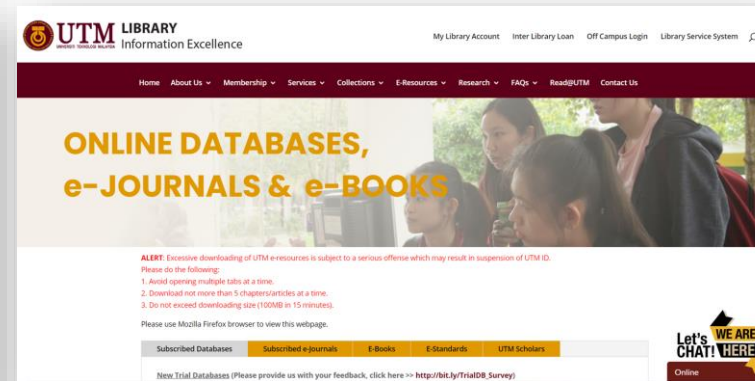 UTM LIBRARY
UNIVERSITI TEKNOLOGI MALAYSIA
Information Excellence
My Library Account Inter Library Loan Off Campus Login Library Service System
Home About Us Membership Services Collections E-Resources Research FAQs Read@UTM Contact Us
ONLINE DATABASES,
e-JOURNALS & e-BOOKS
ALERT: Excessive downloading of UTM e-resources is subject to a serious offense which may result in suspension of UTM ID.
Please do the following:
1. Avoid opening multiple tabs at a time.
2. Download not more than 5 chapters/articles at a time.
3. Do not exceed downloading size (100MB in 15 minutes).
Please use Mozilla Firefox browser to view this webpage.
Subscribed Databases Subscribed e-Journals E-Books E-Standards UTM Scholars
New Trial Databases (Please provide us with your feedback, click here >> http://bit.ly/TrialDB_Survey)
Let's WE ARE
CHAT! HERE
Online